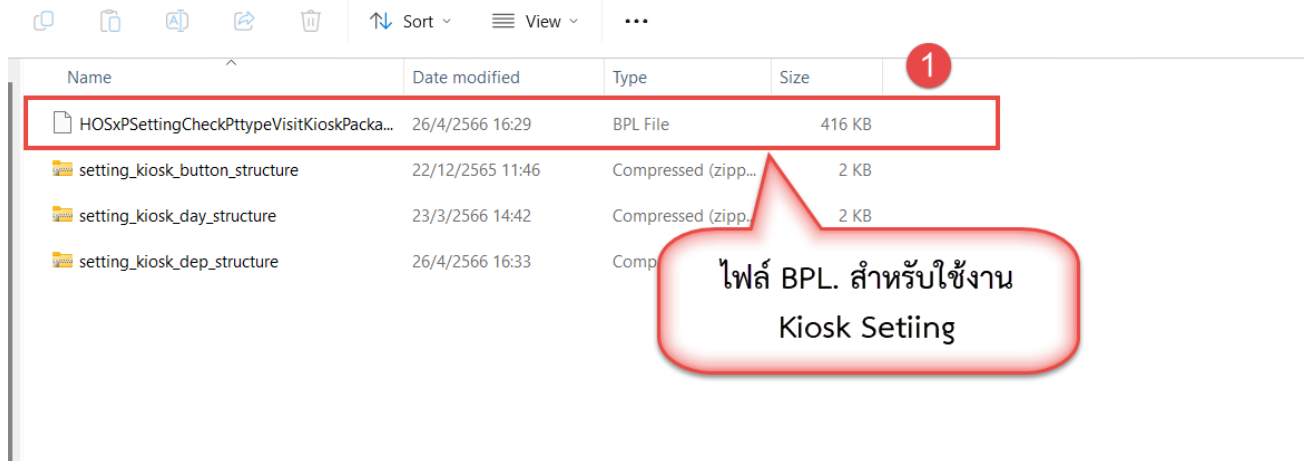 Sort View ...
1
Name Date modified Type Size
HOSxPSettingCheckPttypeVisitKioskPacka... 26/4/2566 16:29 BPL File 416 KB
setting_kiosk_button_structure 22/12/2565 11:46 Compressed (zipp... 2 KB
setting_kiosk_day_structure 23/3/2566 14:42 Compressed (zipp... 2 KB
setting_kiosk_dep_structure 26/4/2566 16:33 Comp
ไฟล์ BPL. สำหรับใช้งาน
Kiosk Setiing